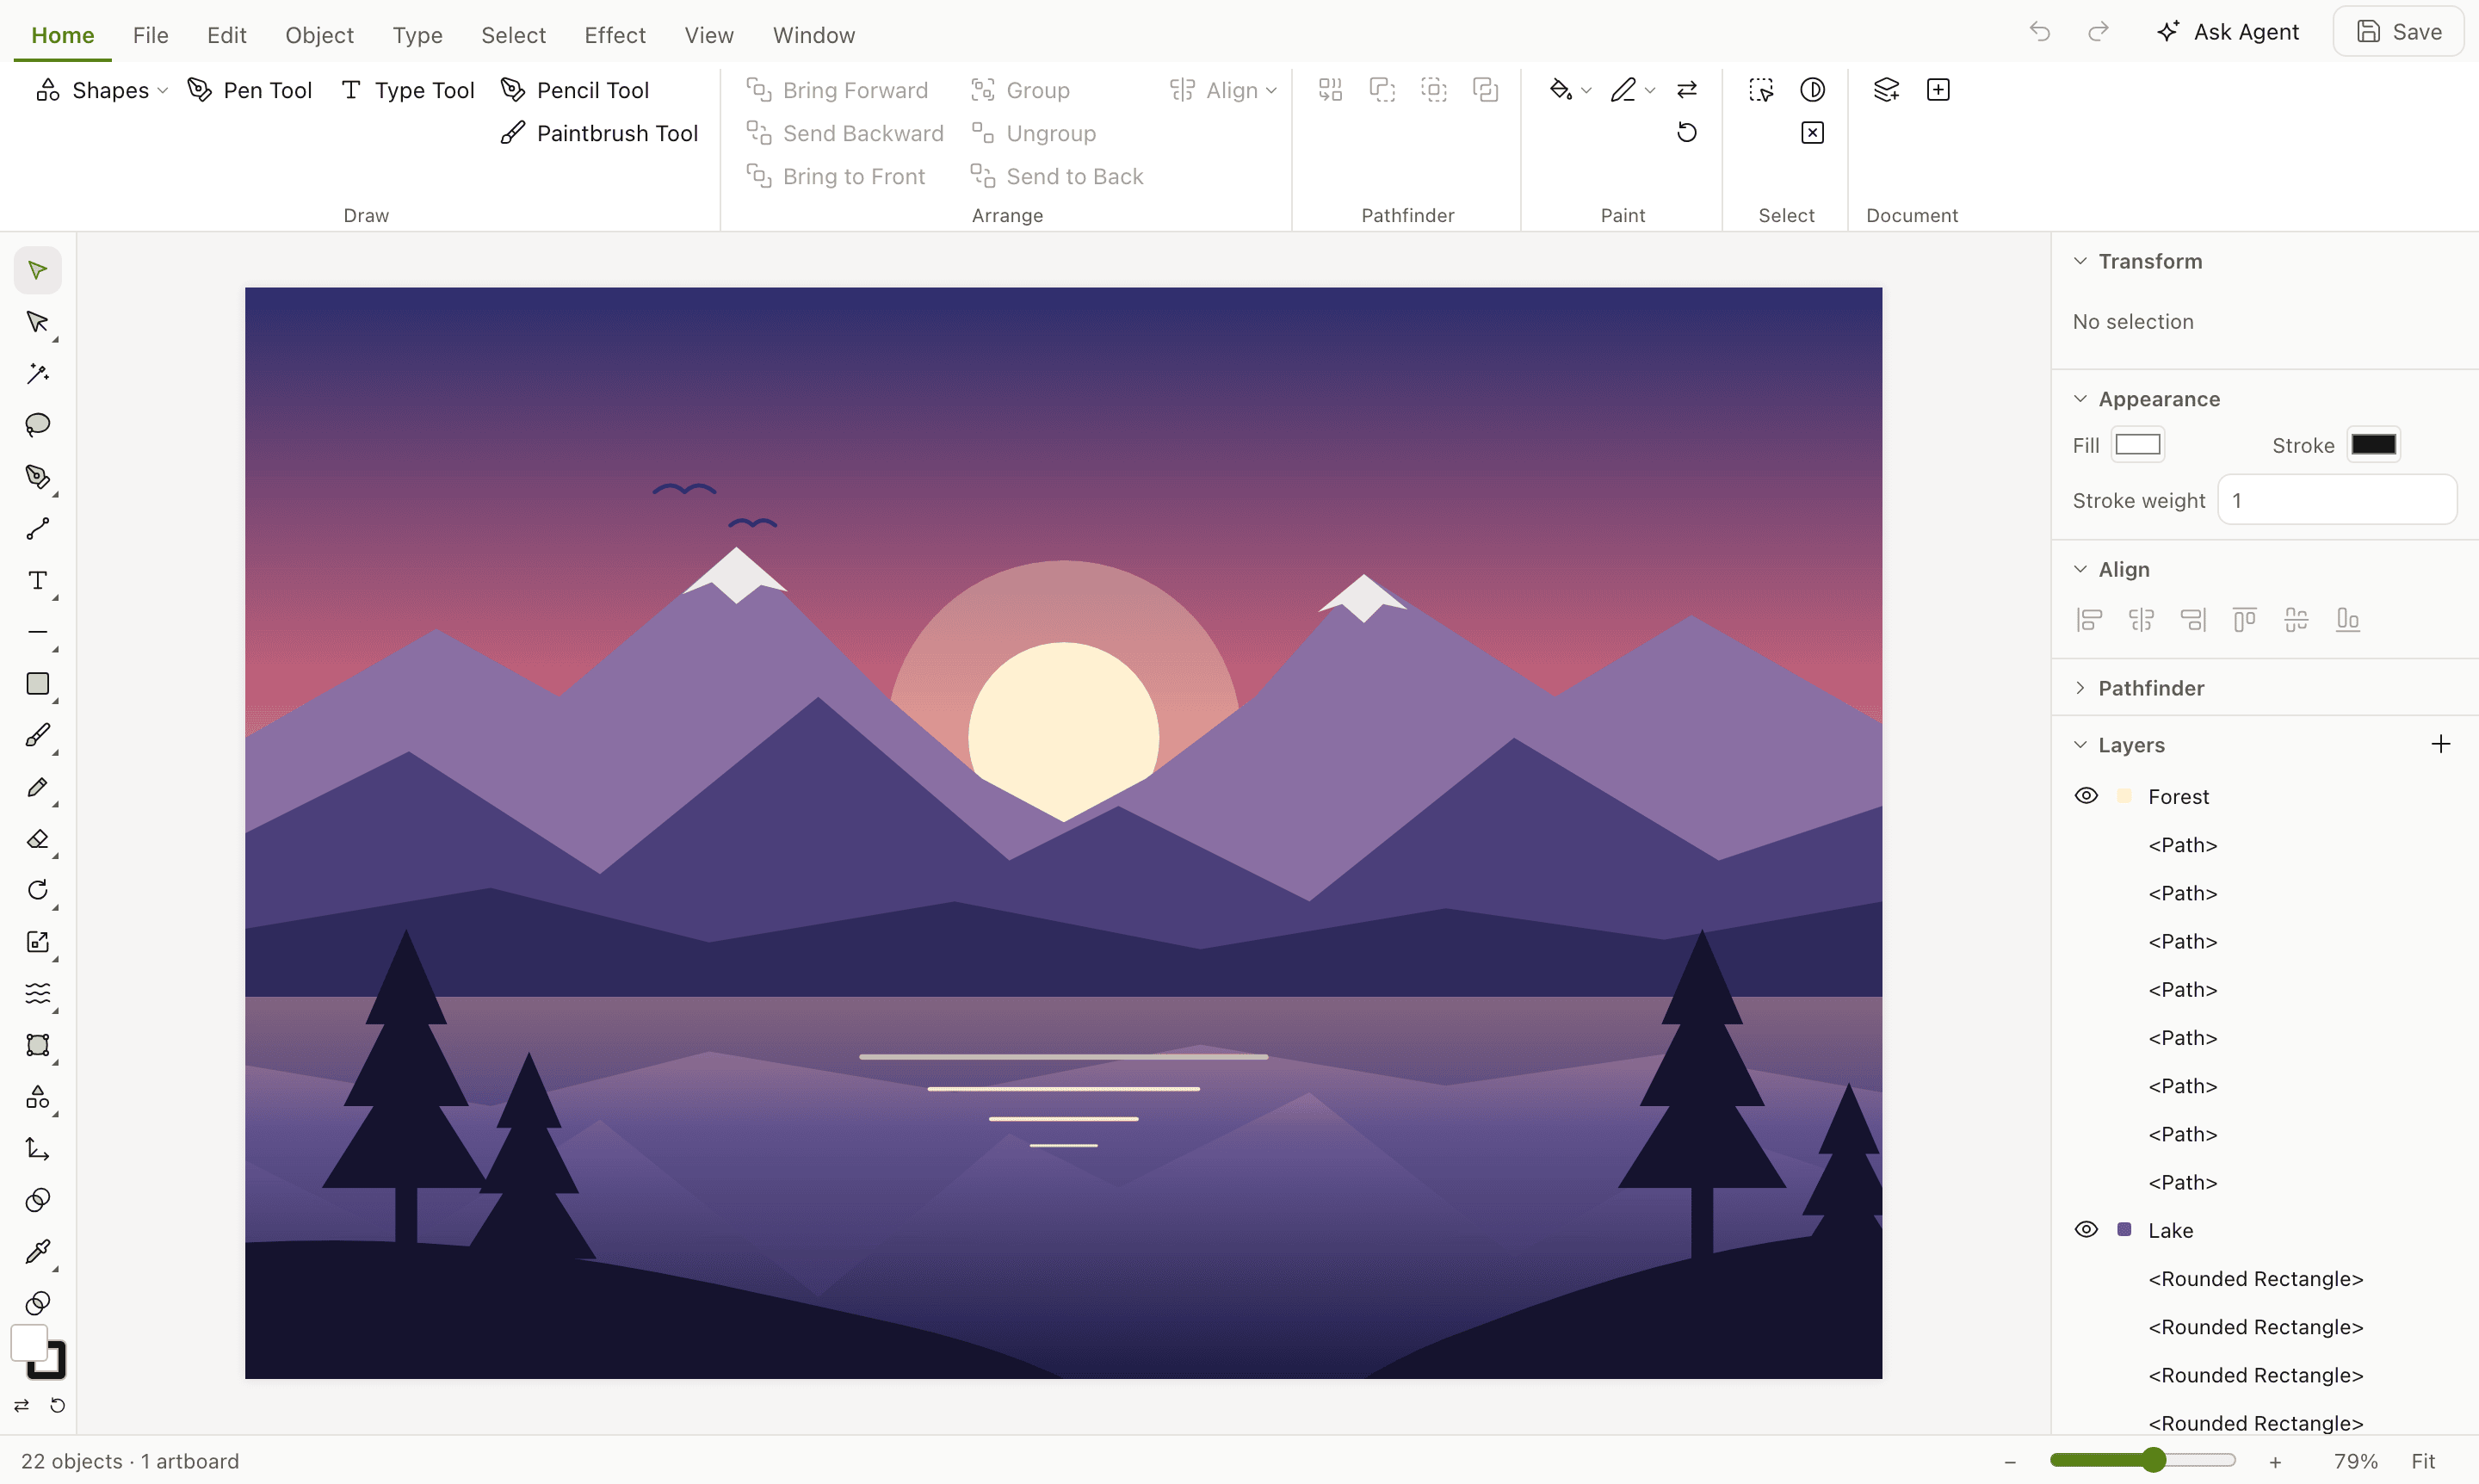 Home File Edit Object Type Select Effect View Window Ask Agent Save
Shapes Pen Tool Type Tool Pencil Tool
Paintbrush Tool
Draw
Bring Forward Group Align
Send Backward Ungroup
Bring to Front Send to Back
Arrange
Pathfinder
Paint
Select
Document
Transform
No selection
Appearance
Fill Stroke
Stroke weight 1
Align
Pathfinder
Layers
Forest
<Path>
<Path>
<Path>
<Path>
<Path>
<Path>
<Path>
<Path>
Lake
<Rounded Rectangle>
<Rounded Rectangle>
<Rounded Rectangle>
<Rounded Rectangle>
22 objects · 1 artboard
79% Fit